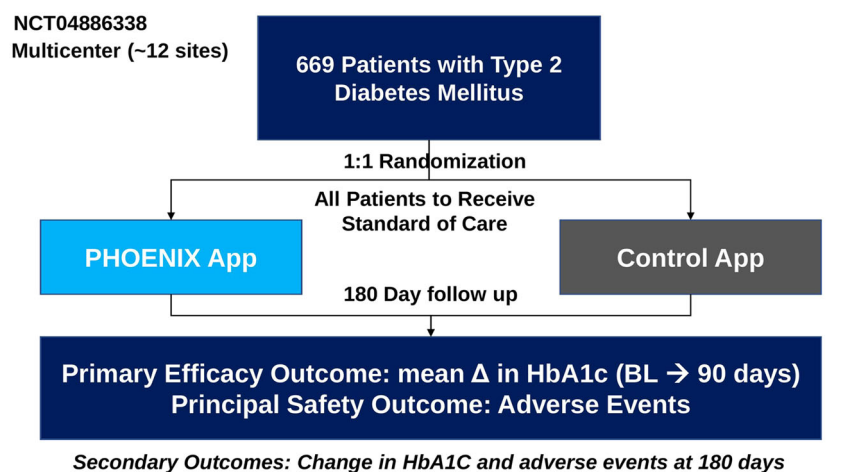 NCT04886338
Multicenter (~12 sites)
669 Patients with Type 2
Diabetes Mellitus
1:1 Randomization
All Patients to Receive
Standard of Care
PHOENIX App
Control App
180 Day follow up
Primary Efficacy Outcome: mean Δ in HbA1c (BL → 90 days)
Principal Safety Outcome: Adverse Events
Secondary Outcomes: Change in HbA1C and adverse events at 180 days